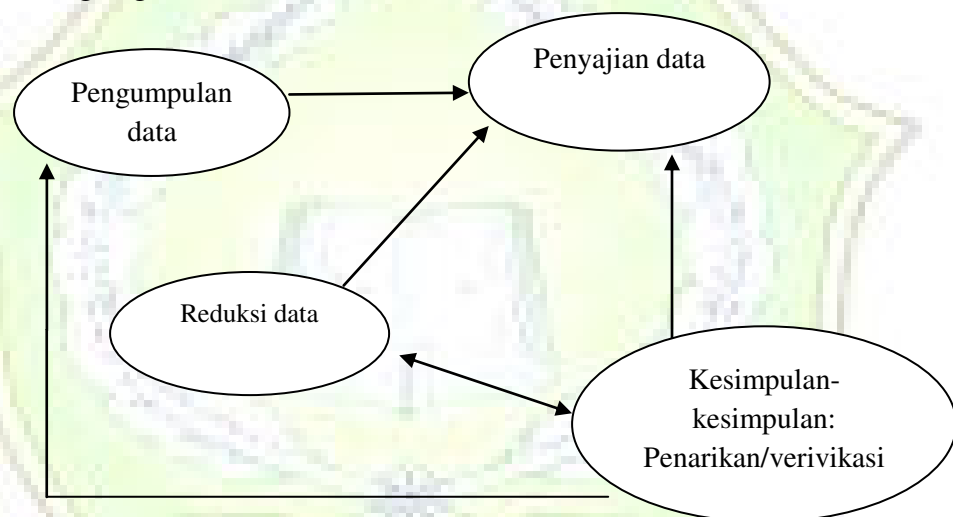 Pengumpulan
data
Penyajian data
Reduksi data
Kesimpulan-
kesimpulan:
Penarikan/verivikasi